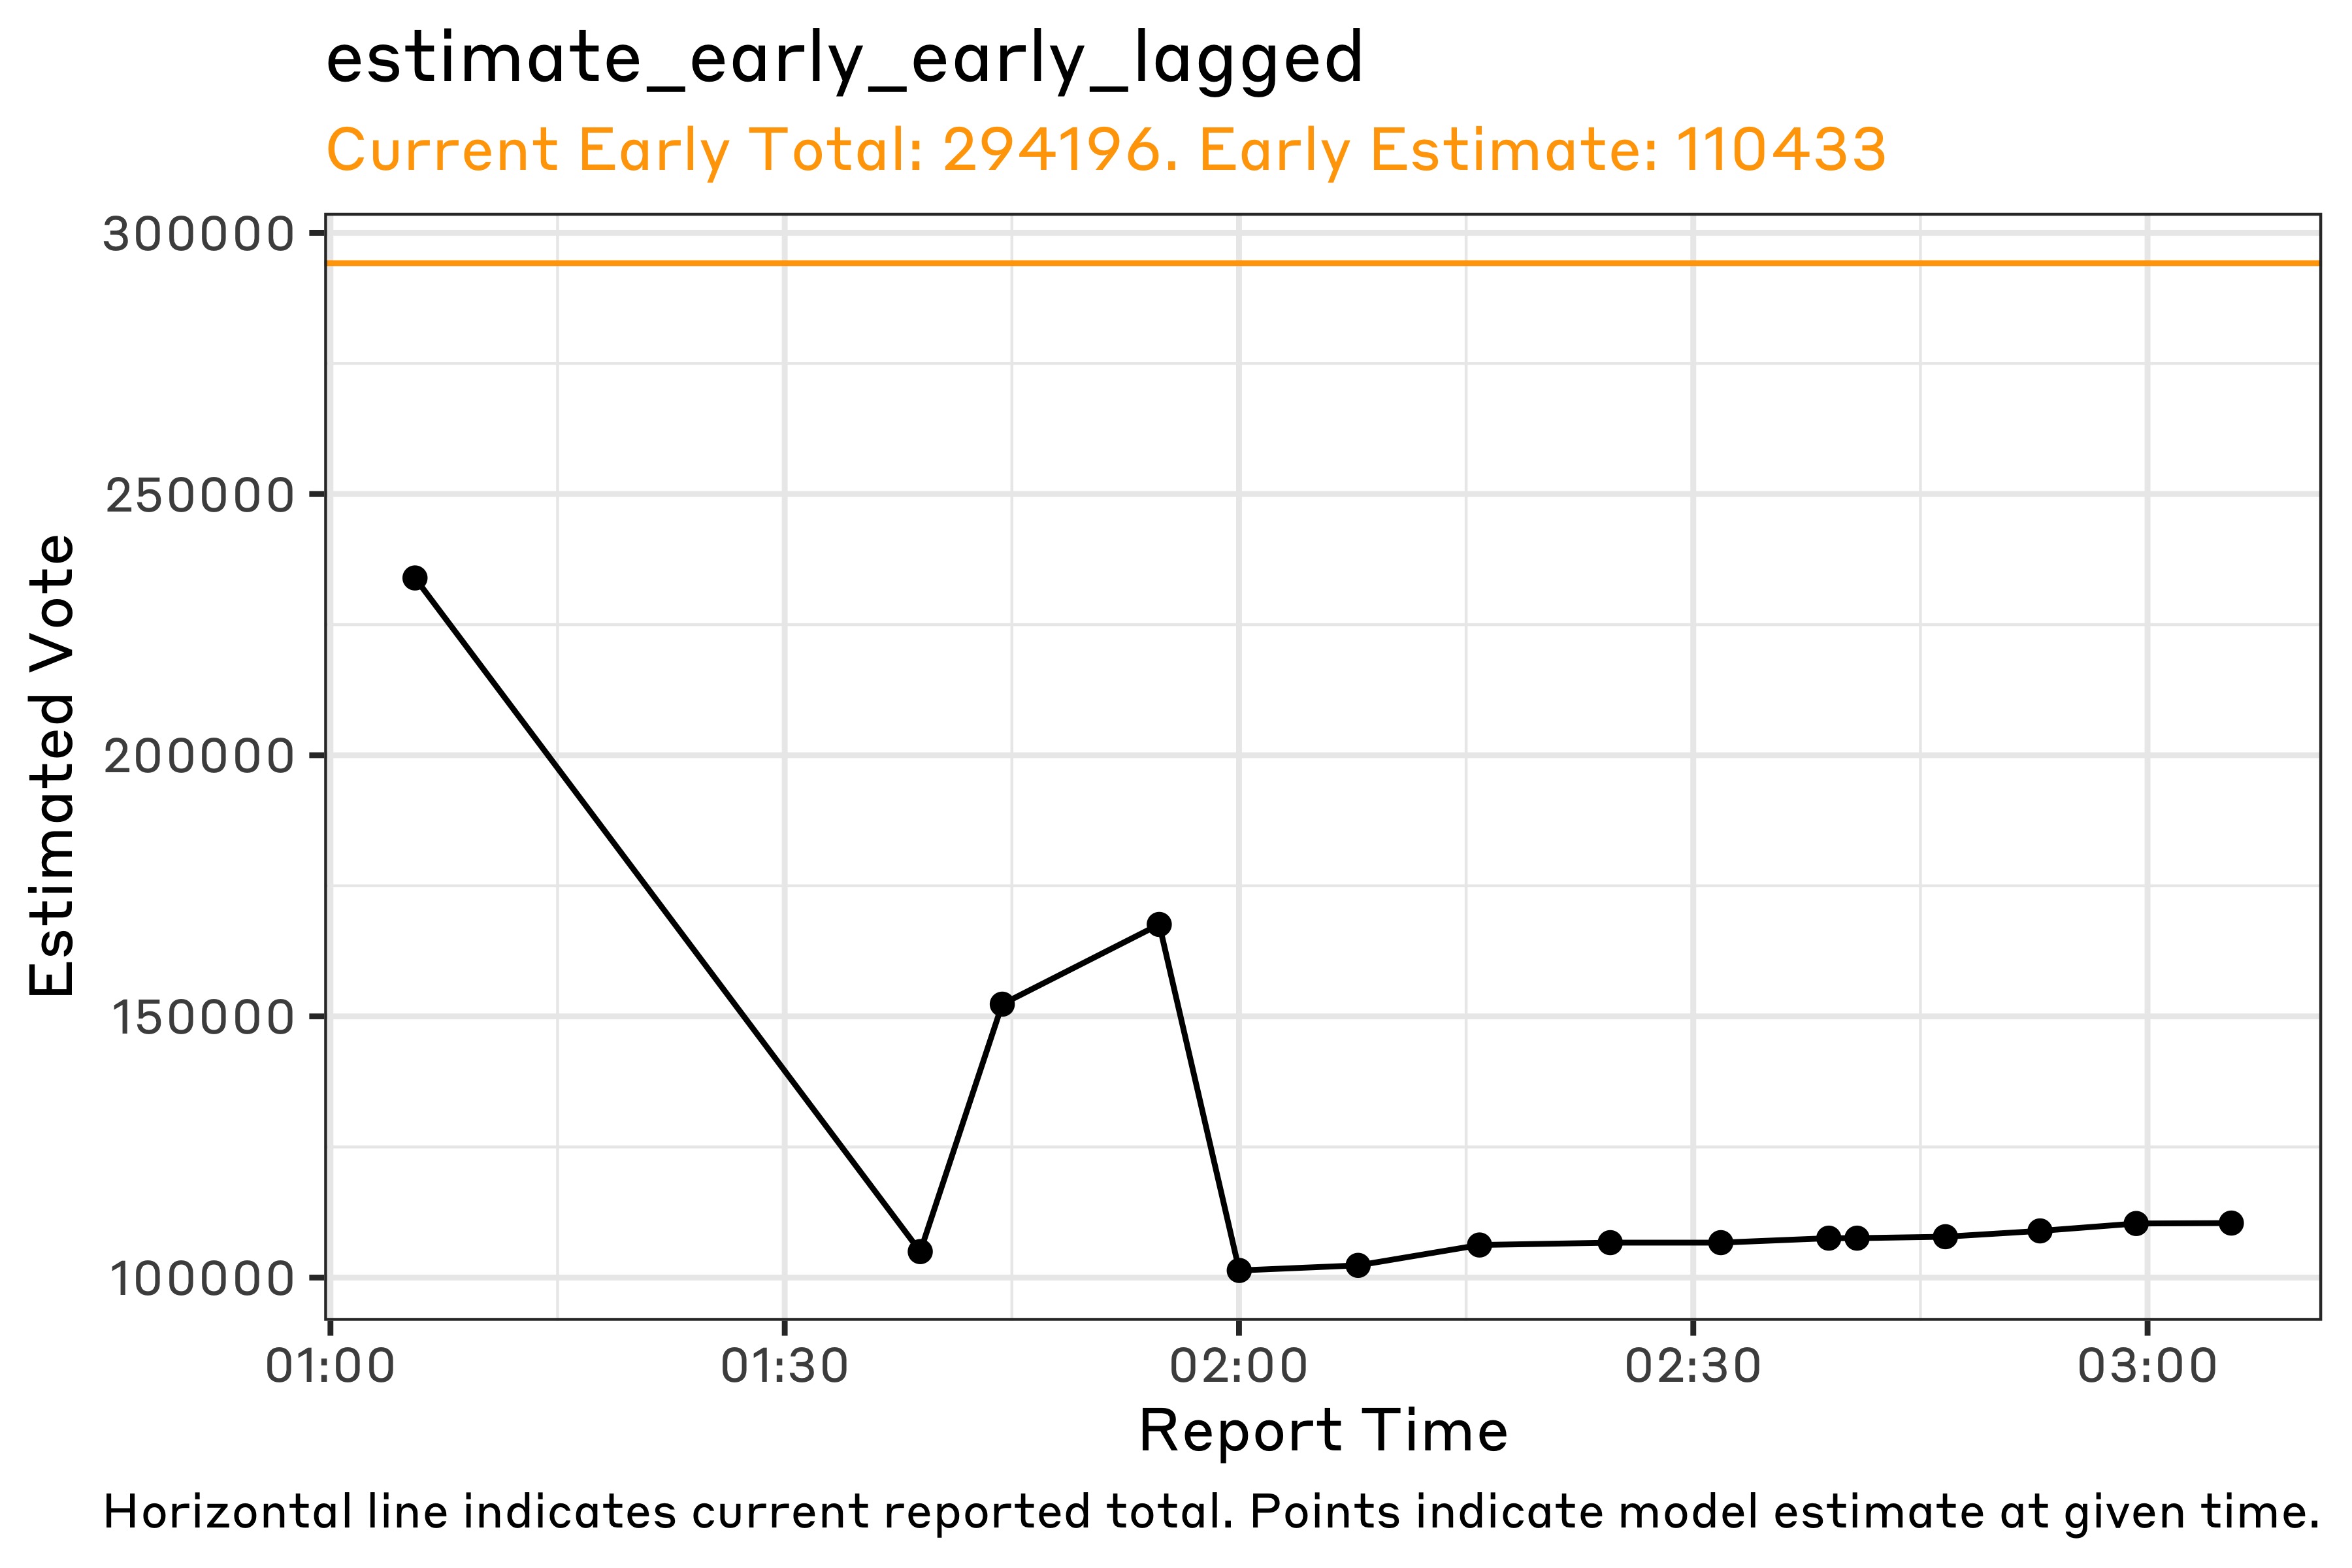 estimate_early_early_lagged
Current Early Total: 294196. Early Estimate: 110433
300000
250000
200000
150000
100000
Estimated Vote
01:00 01:30 02:00 02:30 03:00
Report Time
Horizontal line indicates current reported total. Points indicate model estimate at given time.